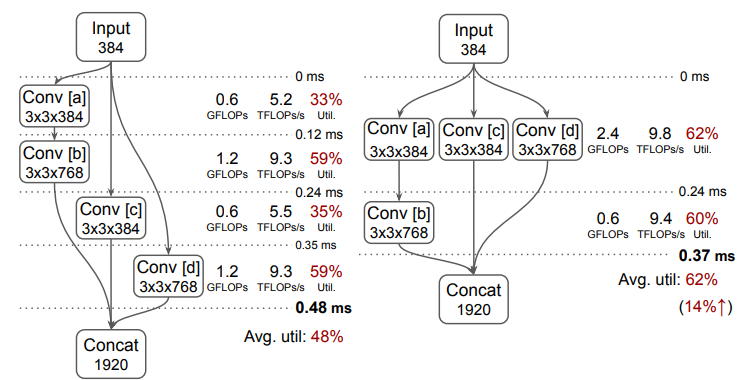 Input
384
0 ms
Conv [a]
3x3x384
0.6 5.2 33%
GFLOPs TFLOPs/s Util.
0.12 ms
Conv [b]
3x3x768
1.2 9.3 59%
GFLOPs TFLOPs/s Util.
0.24 ms
Conv [c]
3x3x384
0.6 5.5 35%
GFLOPs TFLOPs/s Util.
0.35 ms
Conv [d]
3x3x768
1.2 9.3 59%
GFLOPs TFLOPs/s Util.
0.48 ms
Avg. util: 48%
Concat
1920
Input
384
0 ms
Conv [a]
3x3x384
Conv [c]
3x3x384
Conv [d]
3x3x768
2.4 9.8 62%
GFLOPs TFLOPs/s Util.
0.24 ms
Conv [b]
3x3x768
0.6 9.4 60%
GFLOPs TFLOPs/s Util.
0.37 ms
Concat
1920
Avg. util: 62%
(14%↑)